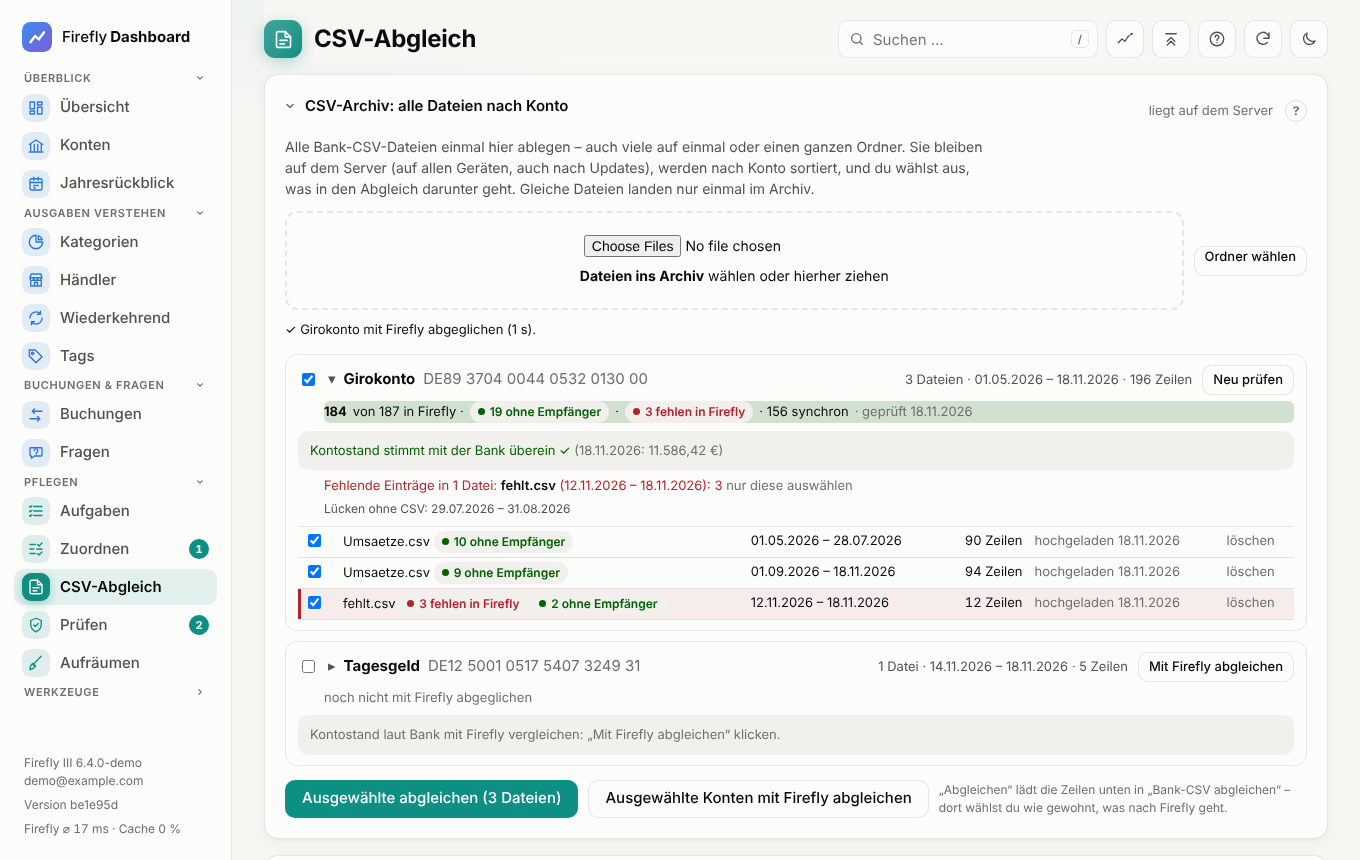 Firefly Dashboard
CSV-Abgleich
Suchen ...
/
ÜBERBLICK
Übersicht
Konten
Jahresrückblick
AUSGABEN VERSTEHEN
Kategorien
Händler
Wiederkehrend
Tags
BUCHUNGEN & FRAGEN
Buchungen
Fragen
PFLEGEN
Aufgaben
Zuordnen 1
CSV-Abgleich
Prüfen 2
Aufräumen
WERKZEUGE
Firefly III 6.4.0-demo
demo@example.com
Version be1e95d
Firefly ⌀ 17 ms · Cache 0 %
CSV-Archiv: alle Dateien nach Konto
liegt auf dem Server ?
Alle Bank-CSV-Dateien einmal hier ablegen – auch viele auf einmal oder einen ganzen Ordner. Sie bleiben
auf dem Server (auf allen Geräten, auch nach Updates), werden nach Konto sortiert, und du wählst aus,
was in den Abgleich darunter geht. Gleiche Dateien landen nur einmal im Archiv.
Choose Files No file chosen
Dateien ins Archiv wählen oder hierher ziehen
Ordner wählen
✓ Girokonto mit Firefly abgeglichen (1 s).
▾ Girokonto DE89 3704 0044 0532 0130 00 3 Dateien · 01.05.2026 – 18.11.2026 · 196 Zeilen Neu prüfen
184 von 187 in Firefly · ● 19 ohne Empfänger · ● 3 fehlen in Firefly · 156 synchron · geprüft 18.11.2026
Kontostand stimmt mit der Bank überein ✓ (18.11.2026: 11.586,42 €)
Fehlende Einträge in 1 Datei: fehlt.csv (12.11.2026 – 18.11.2026): 3 nur diese auswählen
Lücken ohne CSV: 29.07.2026 – 31.08.2026
Umsaetze.csv ● 10 ohne Empfänger 01.05.2026 – 28.07.2026 90 Zeilen hochgeladen 18.11.2026 löschen
Umsaetze.csv ● 9 ohne Empfänger 01.09.2026 – 18.11.2026 94 Zeilen hochgeladen 18.11.2026 löschen
fehlt.csv ● 3 fehlen in Firefly ● 2 ohne Empfänger 12.11.2026 – 18.11.2026 12 Zeilen hochgeladen 18.11.2026 löschen
▸ Tagesgeld DE12 5001 0517 5407 3249 31 1 Datei · 14.11.2026 – 18.11.2026 · 5 Zeilen Mit Firefly abgleichen
noch nicht mit Firefly abgeglichen
Kontostand laut Bank mit Firefly vergleichen: „Mit Firefly abgleichen“ klicken.
Ausgewählte abgleichen (3 Dateien)
Ausgewählte Konten mit Firefly abgleichen
„Abgleichen“ lädt die Zeilen unten in „Bank-CSV abgleichen“ –
dort wählst du wie gewohnt, was nach Firefly geht.